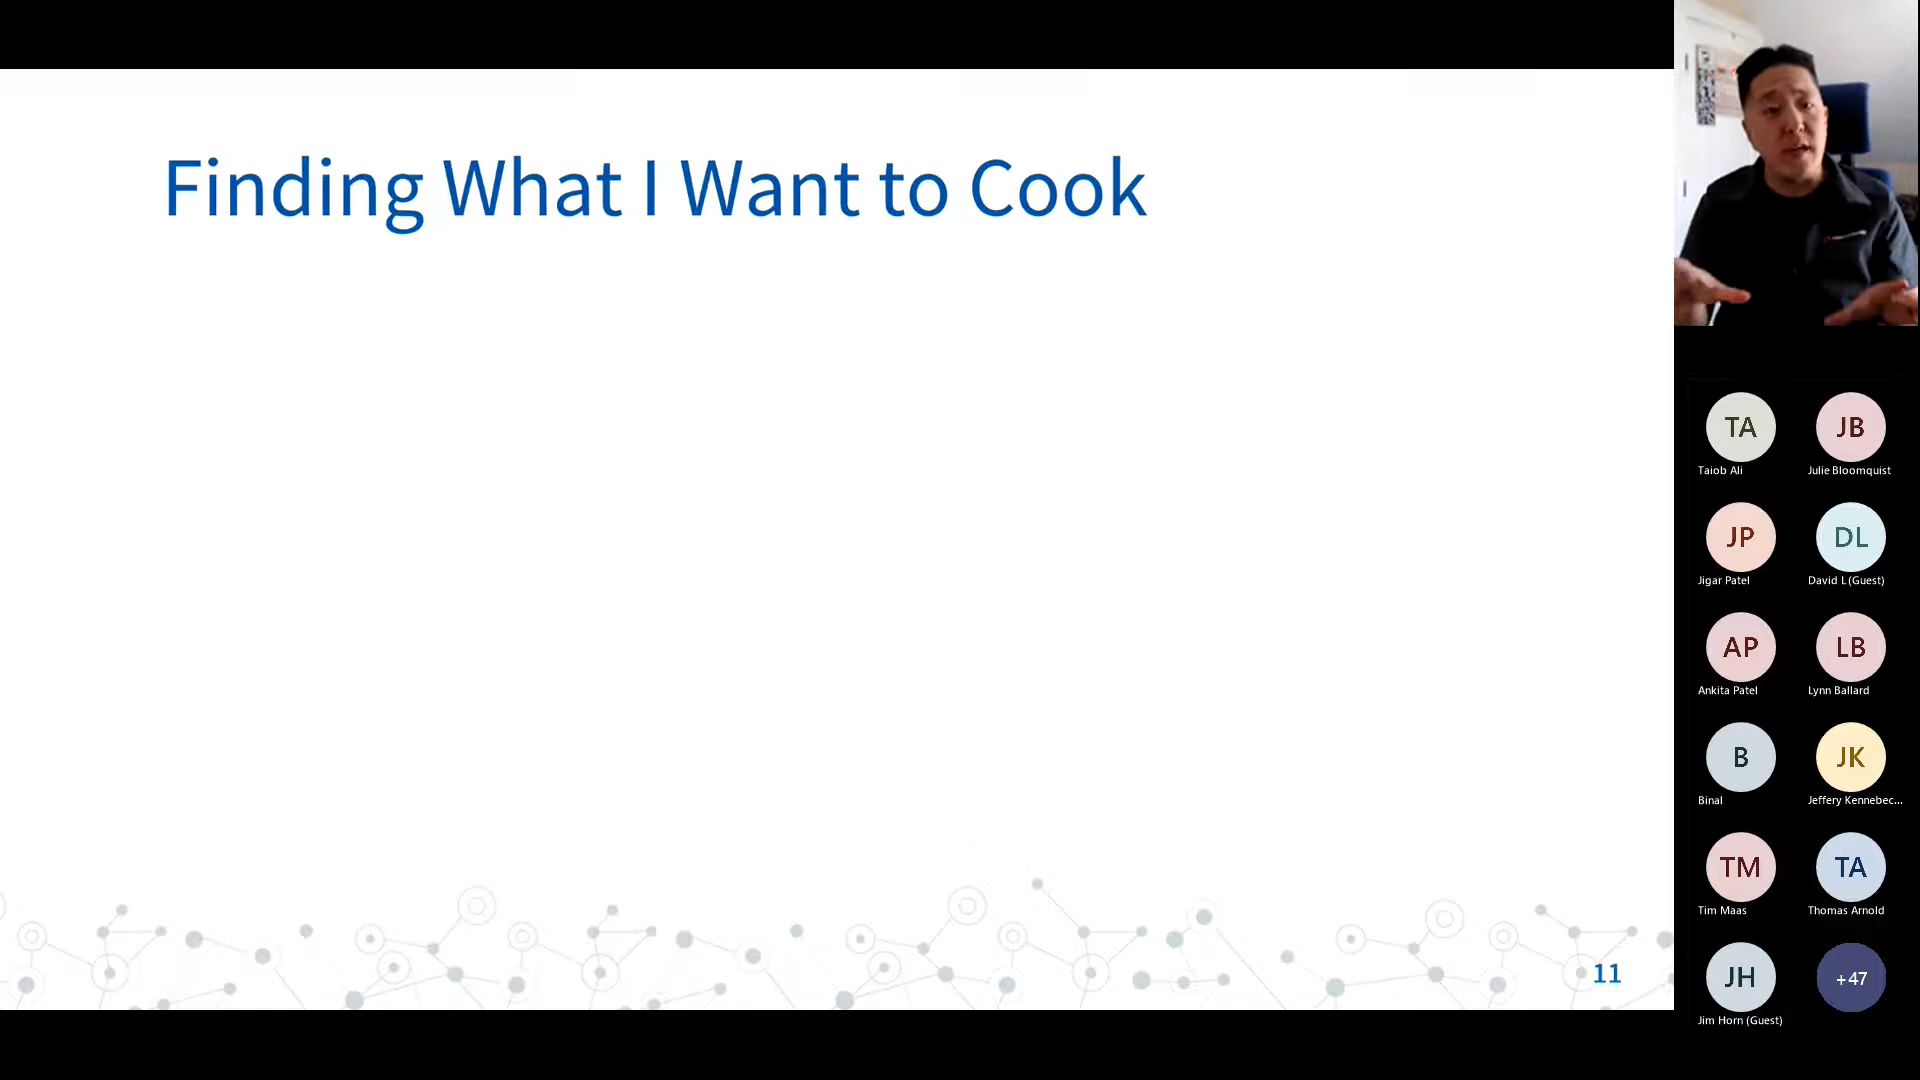 Finding What I Want to Cook
11
TA
JB
Taiob Ali
Julie Bloomquist
JP
DL
Jigar Patel
David L (Guest)
AP
LB
Ankita Patel
Lynn Ballard
B
JK
Binal
Jeffery Kennebec...
TM
TA
Tim Maas
Thomas Arnold
JH
+47
Jim Horn (Guest)